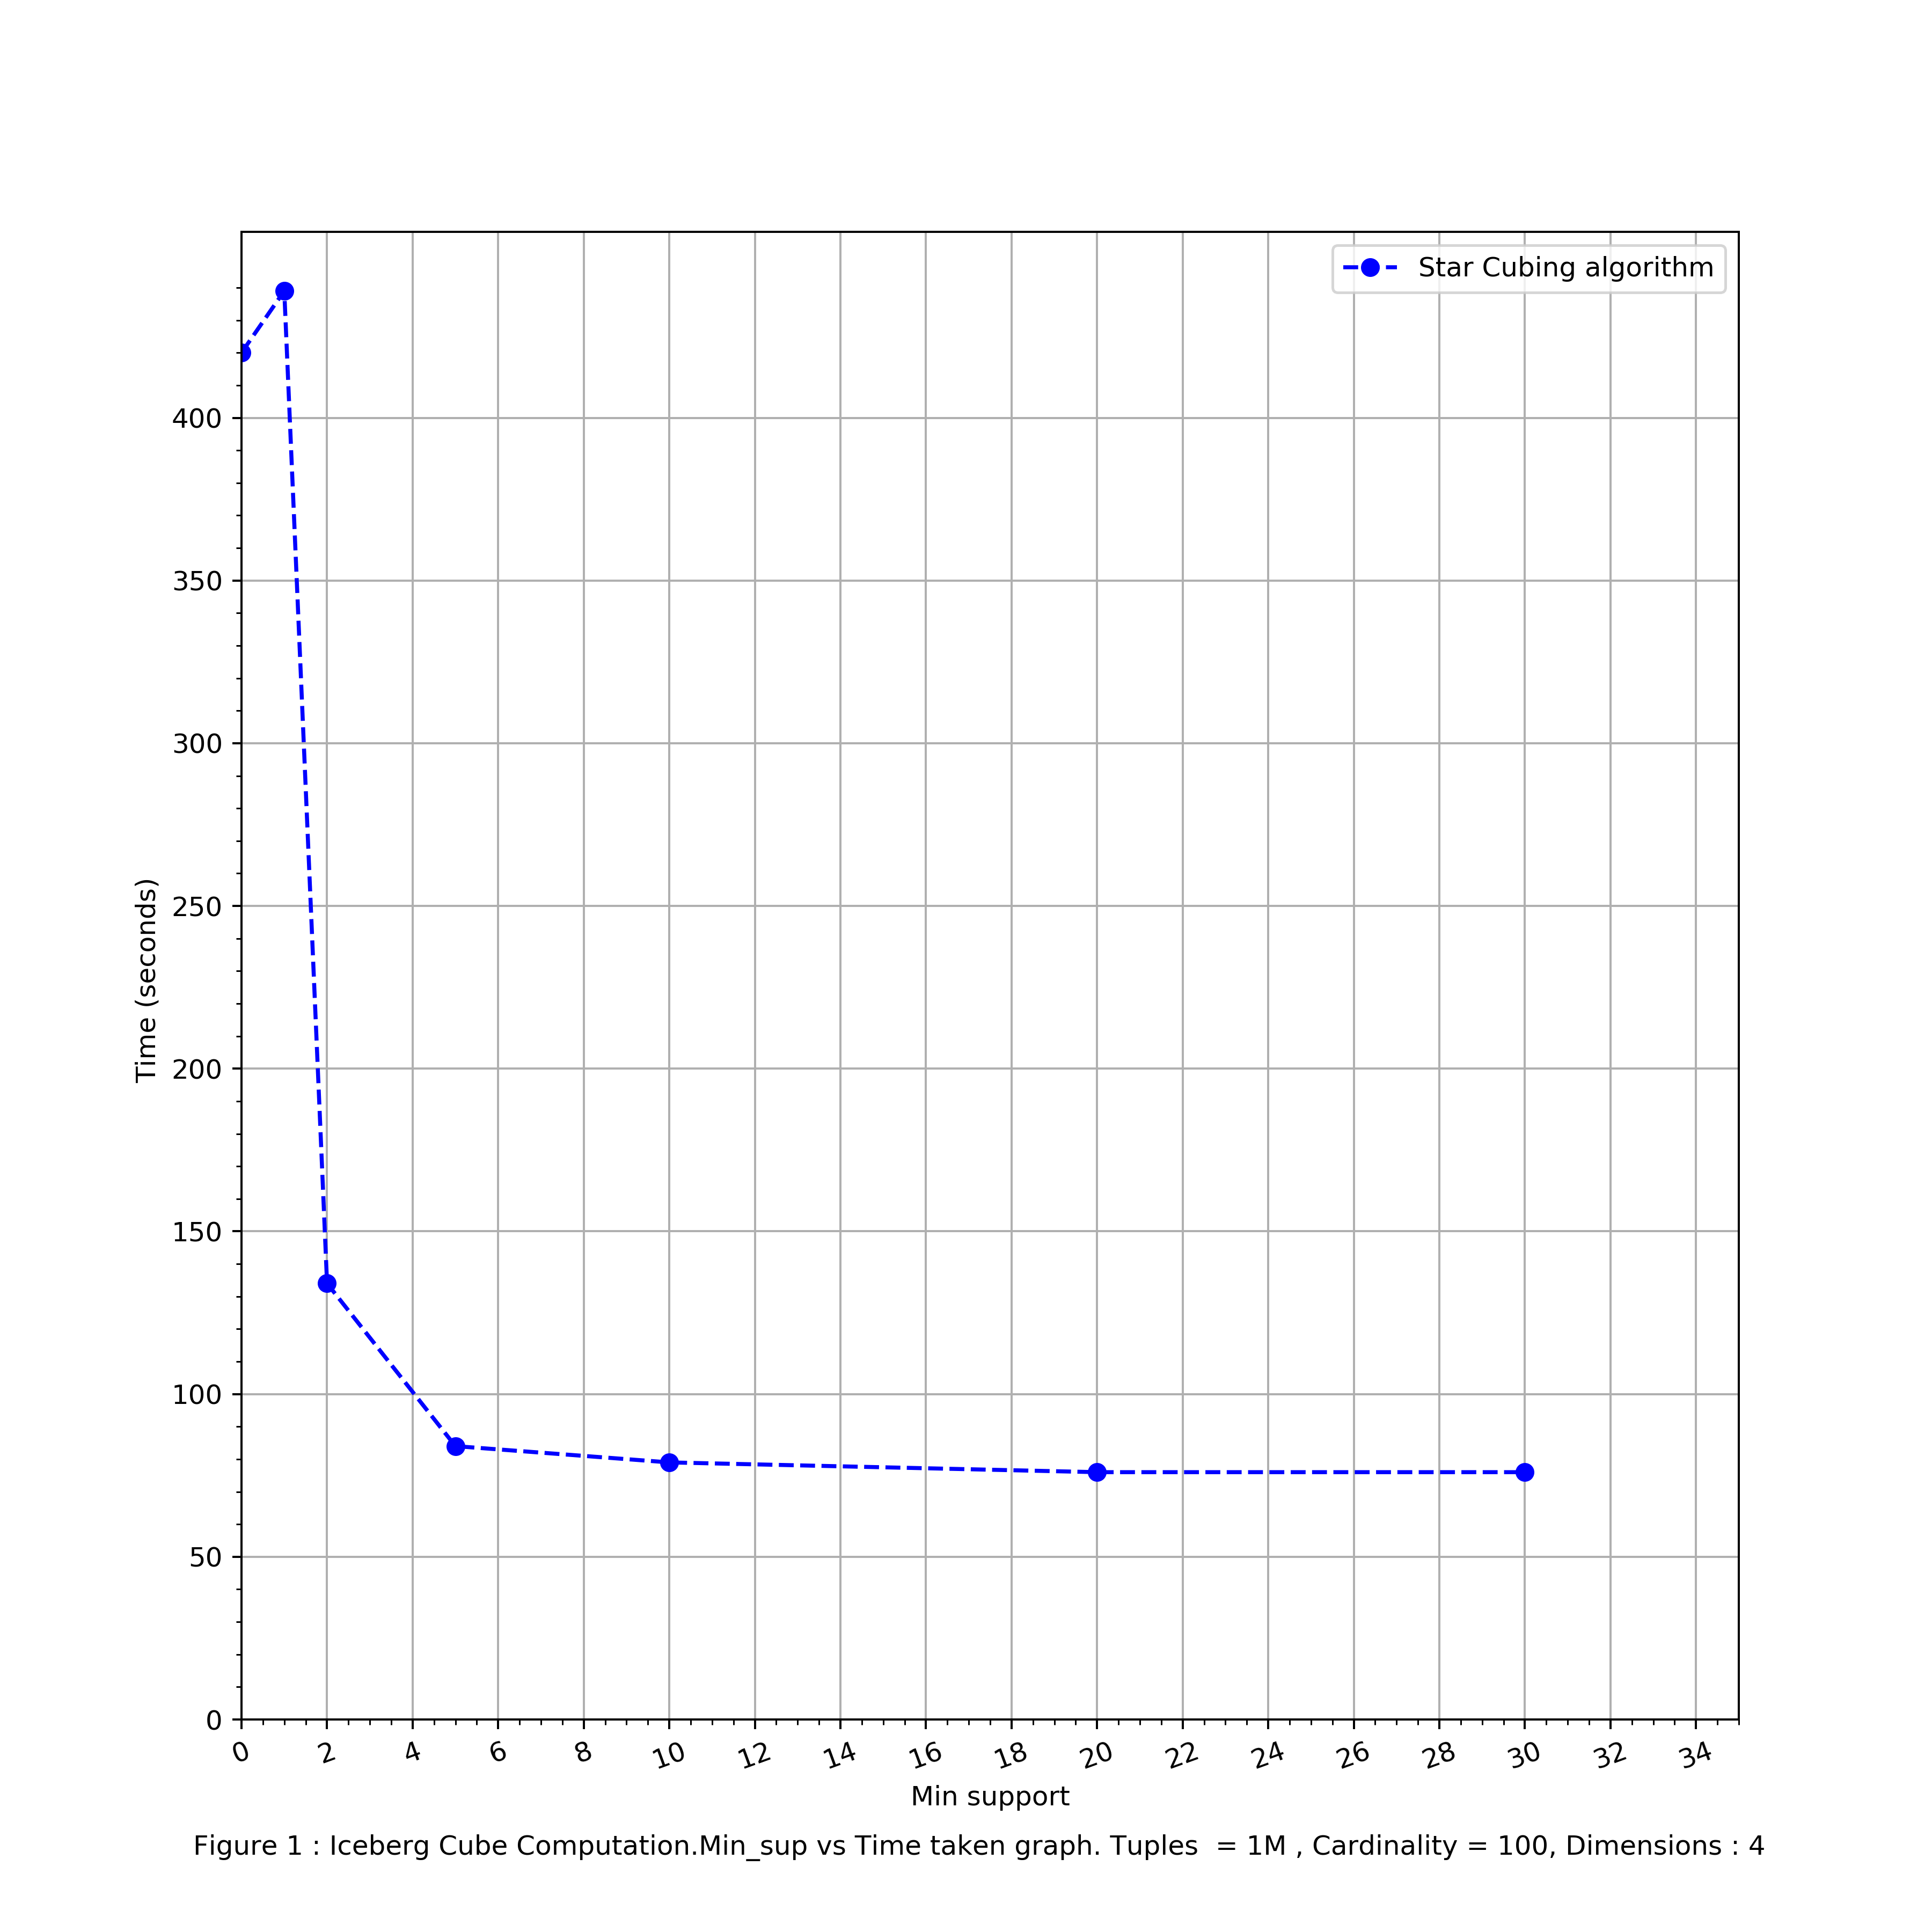 Star Cubing algorithm
400
350
300
250
200
150
100
50
0
Time (seconds)
0 2 4 6 8 10 12 14 16 18 20 22 24 26 28 30 32 34
Min support
Figure 1 : Iceberg Cube Computation.Min_sup vs Time taken graph. Tuples  = 1M , Cardinality = 100, Dimensions : 4